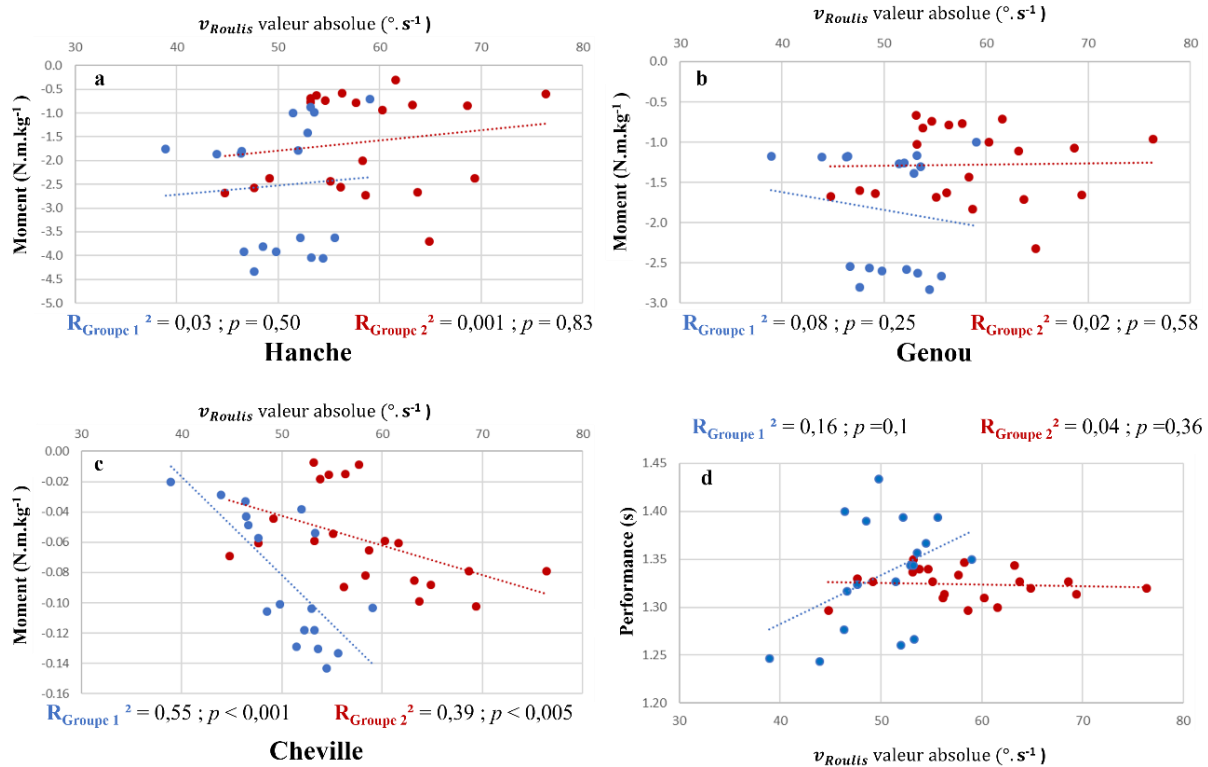 v_Roulis valeur absolue (°. s⁻¹ )
30 40 50 60 70 80
a
0.0
-0.5
-1.0
-1.5
-2.0
-2.5
-3.0
-3.5
-4.0
-4.5
-5.0
Moment (N.m.kg⁻¹ )
R_Groupe 1 ² = 0,03 ; p = 0,50 R_Groupe 2² = 0,001 ; p = 0,83
Hanche
v_Roulis valeur absolue (°. s⁻¹ )
30 40 50 60 70 80
b
0.0
-0.5
-1.0
-1.5
-2.0
-2.5
-3.0
Moment (N.m.kg⁻¹ )
R_Groupe 1 ² = 0,08 ; p = 0,25 R_Groupe 2² = 0,02 ; p = 0,58
Genou
v_Roulis valeur absolue (°. s⁻¹ )
30 40 50 60 70 80
c
0.00
-0.02
-0.04
-0.06
-0.08
-0.10
-0.12
-0.14
-0.16
Moment (N.m.kg⁻¹ )
R_Groupe 1 ² = 0,55 ; p < 0,001 R_Groupe 2² = 0,39 ; p < 0,005
Cheville
R_Groupe 1 ² = 0,16 ; p =0,1 R_Groupe 2² = 0,04 ; p =0,36
d
1.45
1.40
1.35
1.30
1.25
1.20
Performance (s)
30 40 50 60 70 80
v_Roulis valeur absolue (°. s⁻¹ )